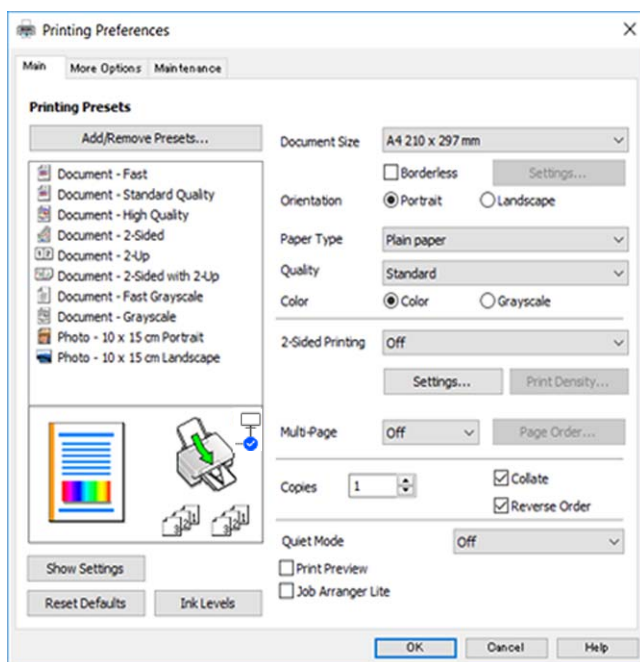 Printing Preferences
Main More Options Maintenance
Printing Presets
Add/Remove Presets...
Document - Fast
Document - Standard Quality
Document - High Quality
Document - 2-Sided
Document - 2-Up
Document - 2-Sided with 2-Up
Document - Fast Grayscale
Document - Grayscale
Photo - 10 x 15 cm Portrait
Photo - 10 x 15 cm Landscape
Show Settings
Reset Defaults Ink Levels
Document Size A4 210 x 297 mm
Borderless Settings...
Orientation Portrait Landscape
Paper Type Plain paper
Quality Standard
Color Color Grayscale
2-Sided Printing Off
Settings... Print Density...
Multi-Page Off Page Order...
Copies 1 Collate
Reverse Order
Quiet Mode Off
Print Preview
Job Arranger Lite
OK Cancel Help